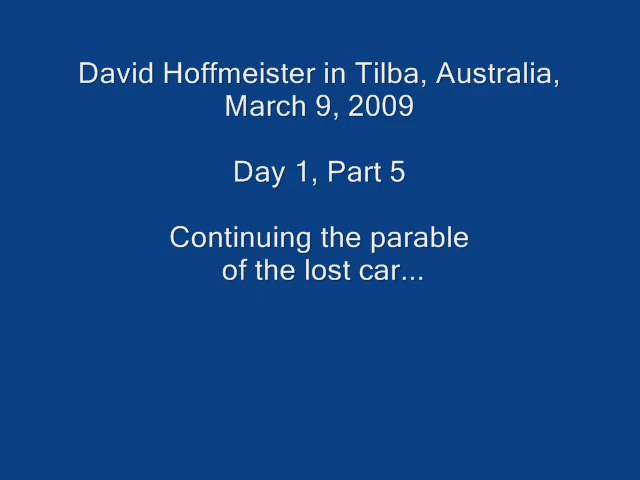 David Hoffmeister in Tilba, Australia,
March 9, 2009
Day 1, Part 5
Continuing the parable
of the lost car...